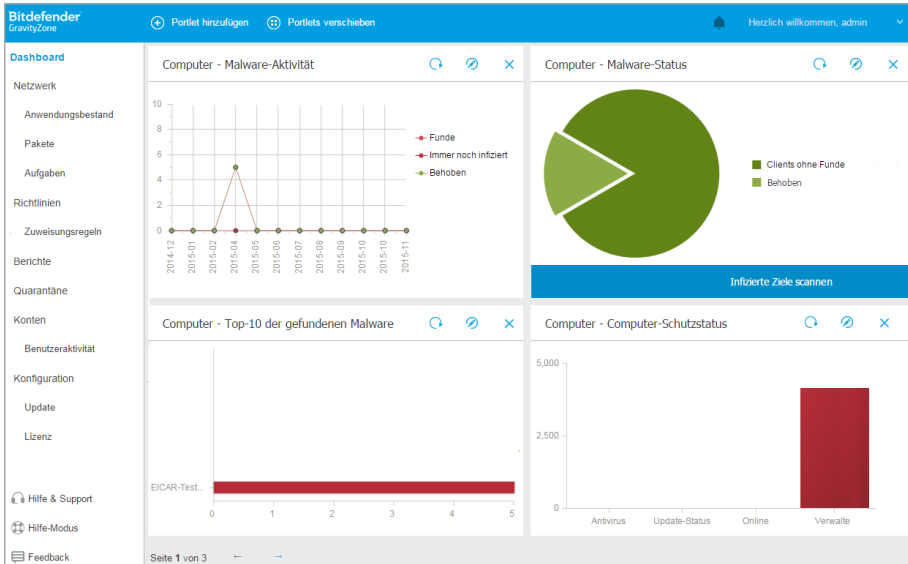 Bitdefender
GravityZone
Portlet hinzufügen
Portlets verschieben
Herzlich willkommen, admin
Dashboard
Netzwerk
Anwendungsbestand
Pakete
Aufgaben
Richtlinien
Zuweisungsregeln
Berichte
Quarantäne
Konten
Benutzeraktivität
Konfiguration
Update
Lizenz
Hilfe & Support
Hilfe-Modus
Feedback
Computer - Malware-Aktivität
10
8
6
4
2
0
2014-12
2015-01
2015-02
2015-04
2015-05
2015-06
2015-07
2015-08
2015-09
2015-10
2015-10
2015-11
Funde
Immer noch infiziert
Behoben
Computer - Malware-Status
Clients ohne Funde
Behoben
Infizierte Ziele scannen
Computer - Top-10 der gefundenen Malware
EICAR-Test...
0 1 2 3 4 5
Computer - Computer-Schutzstatus
5,000
2,500
0
Antivirus Update-Status Online Verwalte
Seite 1 von 3